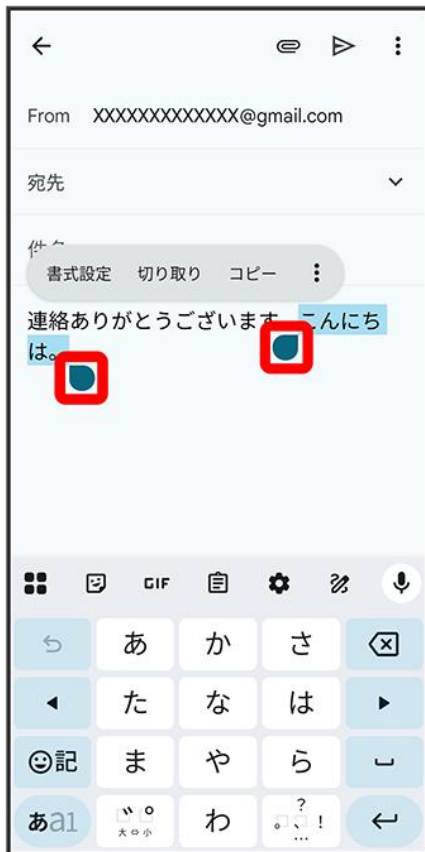 From XXXXXXXXXXXXX@gmail.com
宛先
書式設定 切り取り コピー
連絡ありがとうございます こんにち
は。
GIF
あ か さ
た な は
記 ま や ら
あa1 大⇔小 わ 。、?!…